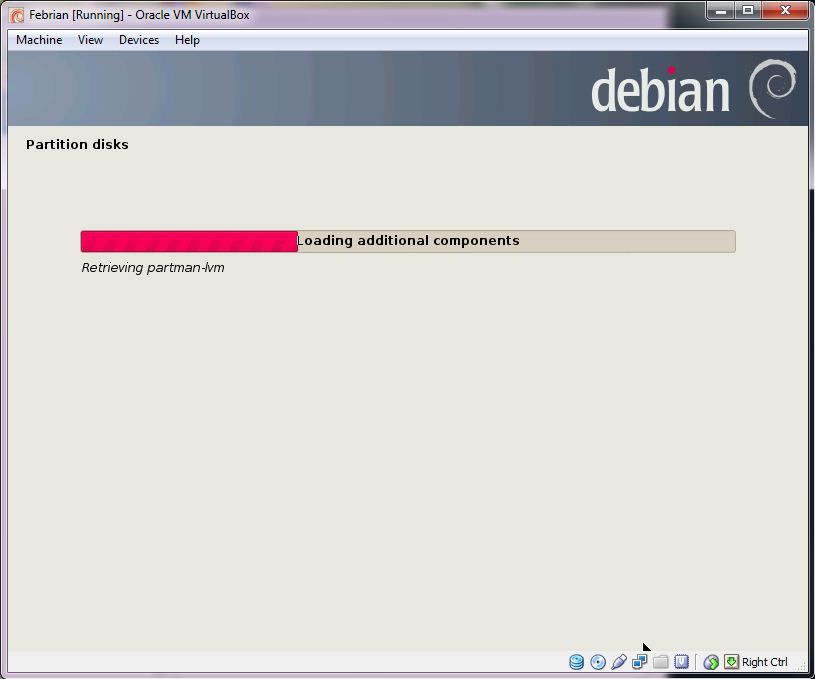 Febrian [Running] - Oracle VM VirtualBox
Machine View Devices Help
debian
Partition disks
Loading additional components
Retrieving partman-lvm
Right Ctrl